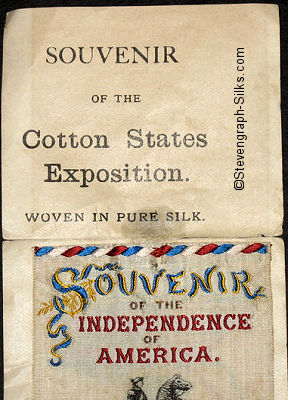 SOUVENIR
OF THE
Cotton States
Exposition.
WOVEN IN PURE SILK.
©Stevengraph-Silks.com
SOUVENIR
OF THE
INDEPENDENCE
OF
AMERICA.